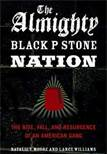 The
Almighty
BLACK P STONE
NATION
THE RISE, FALL, AND RESURGENCE
OF AN AMERICAN GANG
NATALIE Y. MOORE AND LANCE WILLIAMS